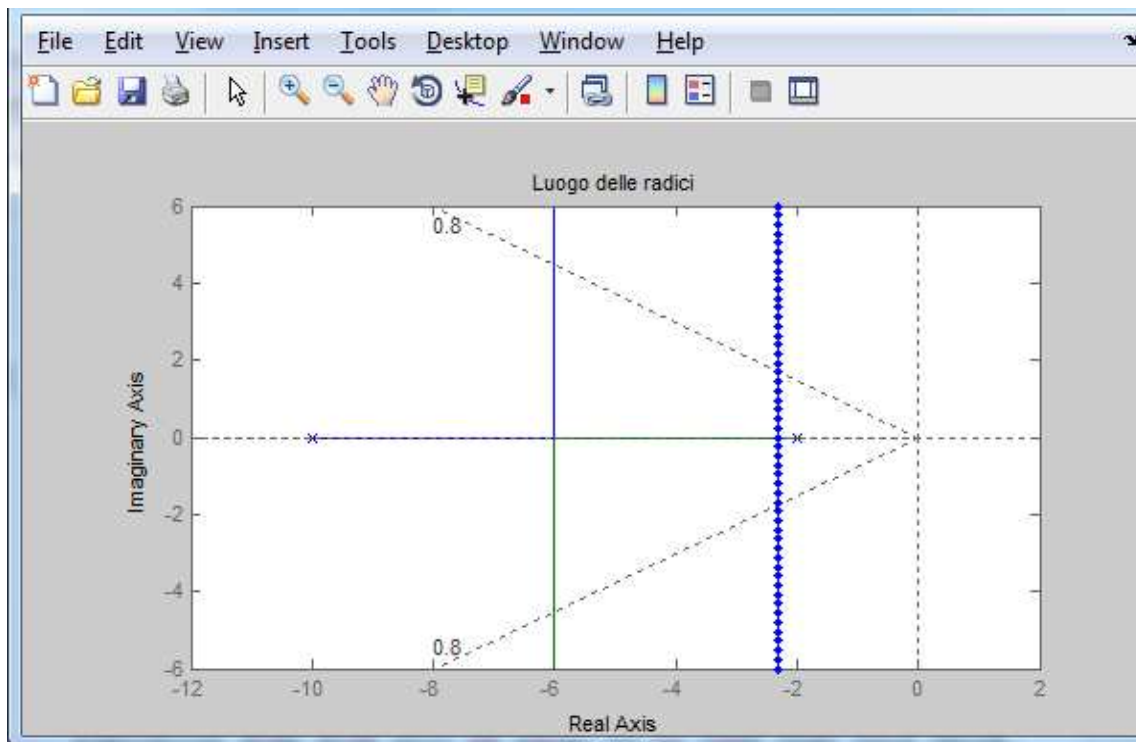 File Edit View Insert Tools Desktop Window Help
Luogo delle radici
6
0.8
4
2
0
-2
-4
0.8
-6
-12 -10 -8 -6 -4 -2 0 2
Imaginary Axis
Real Axis